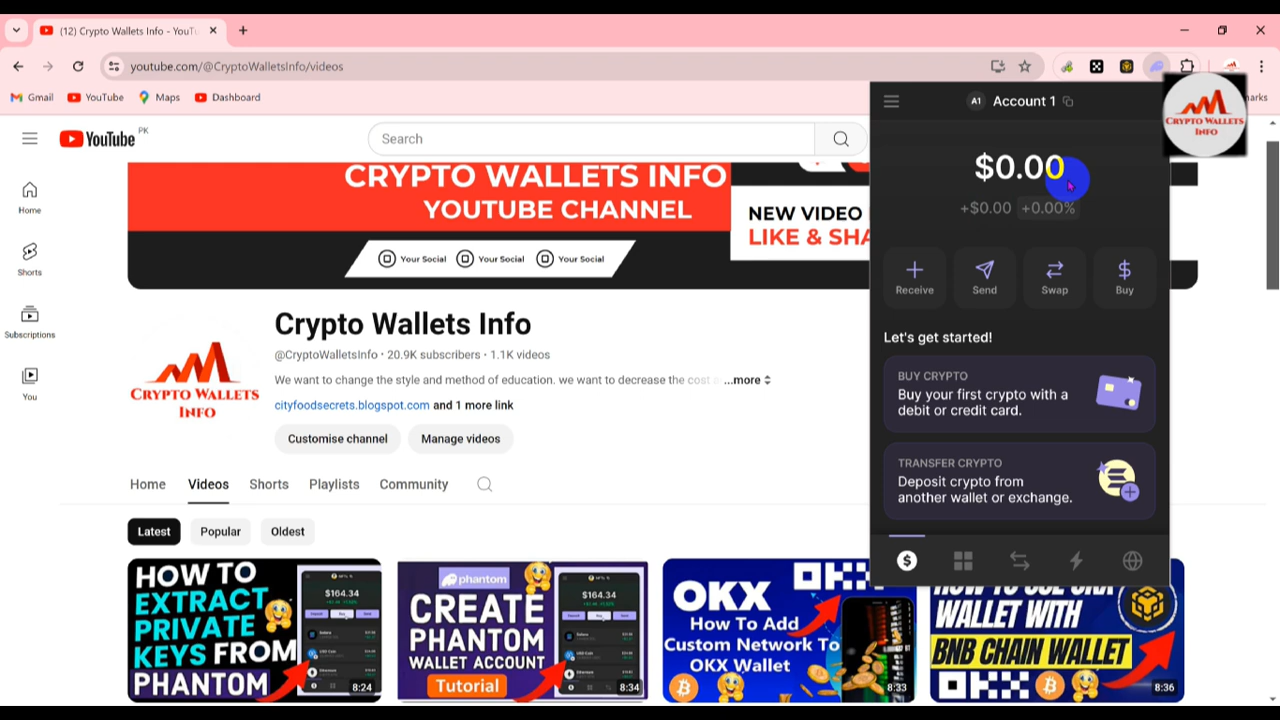 (12) Crypto Wallets Info - YouTu
youtube.com/@CryptoWalletsInfo/videos
Gmail
YouTube
Maps
Dashboard
YouTube PK
Search
Home
Shorts
Subscriptions
You
CRYPTO WALLETS INFO
YOUTUBE CHANNEL
Your Social
Your Social
Your Social
NEW VIDEO
LIKE & SHA
Crypto Wallets Info
@CryptoWalletsInfo • 20.9K subscribers • 1.1K videos
We want to change the style and method of education. we want to decrease the cost ...more
cityfoodsecrets.blogspot.com and 1 more link
Customise channel
Manage videos
CRYPTO WALLETS
INFO
Home
Videos
Shorts
Playlists
Community
Latest
Popular
Oldest
HOW TO
EXTRACT
PRIVATE
KEYS FROM
PHANTOM
$164.34
8:24
phantom
CREATE
PHANTOM
WALLET ACCOUNT
Tutorial
$164.34
8:34
OKX
How To Add
Custom Network To
OKX Wallet
8:33
WALLET WITH
BNB CHAIN WALLET
8:36
A1 Account 1
$0.00
+$0.00 +0.00%
Receive
Send
Swap
Buy
Let's get started!
BUY CRYPTO
Buy your first crypto with a
debit or credit card.
TRANSFER CRYPTO
Deposit crypto from
another wallet or exchange.
CRYPTO WALLETS
INFO